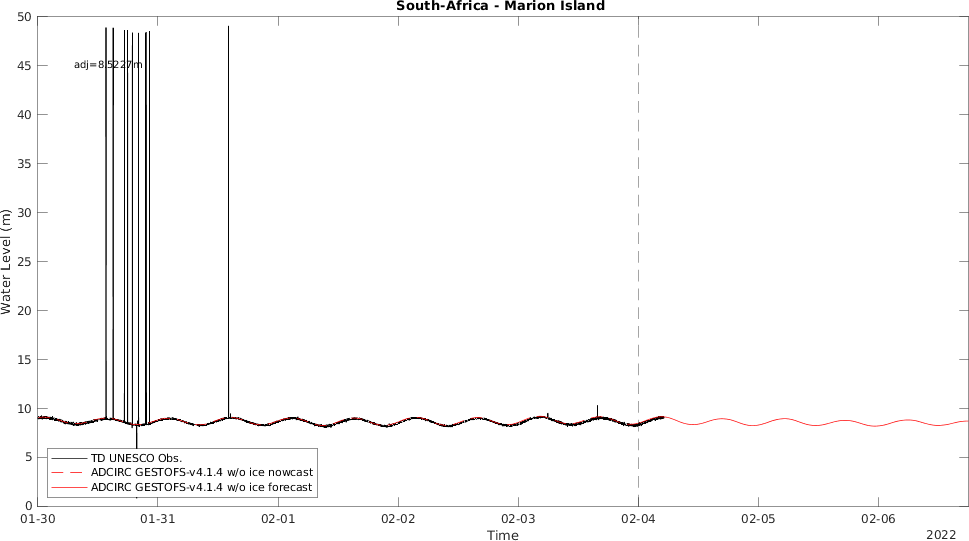 South-Africa - Marion Island
50
45
40
35
30
25
20
15
10
5
0
Water Level (m)
adj=8.5227m
TD UNESCO Obs.
ADCIRC GESTOFS-v4.1.4 w/o ice nowcast
ADCIRC GESTOFS-v4.1.4 w/o ice forecast
01-30 01-31 02-01 02-02 02-03 02-04 02-05 02-06
Time
2022